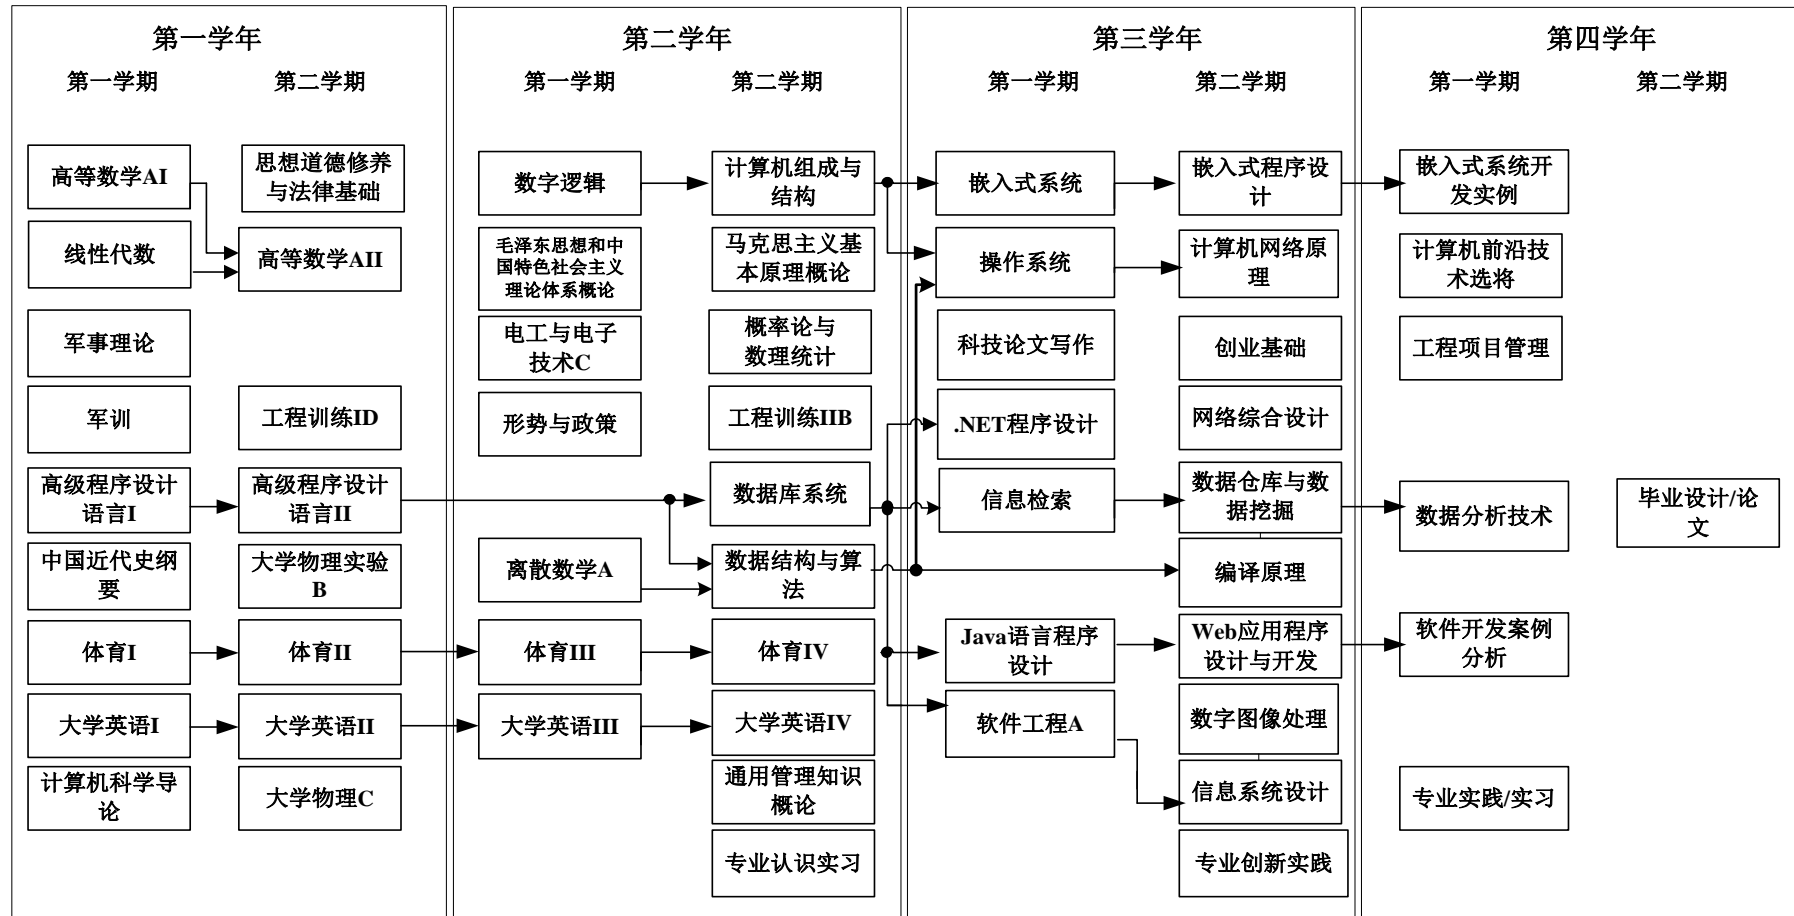 第一学年
第一学期
第二学期
高等数学AI
线性代数
军事理论
军训
高级程序设计
语言I
中国近代史纲
要
体育I
大学英语I
计算机科学导
论
思想道德修养
与法律基础
高等数学AII
工程训练ID
高级程序设计
语言II
大学物理实验
B
体育II
大学英语II
大学物理C
第二学年
第一学期
第二学期
数字逻辑
毛泽东思想和中
国特色社会主义
理论体系概论
电工与电子
技术C
形势与政策
离散数学A
体育III
大学英语III
计算机组成与
结构
马克思主义基
本原理概论
概率论与
数理统计
工程训练IIB
数据库系统
数据结构与算
法
体育IV
大学英语IV
通用管理知识
概论
专业认识实习
第三学年
第一学期
第二学期
嵌入式系统
操作系统
科技论文写作
.NET程序设计
信息检索
Java语言程序
设计
软件工程A
嵌入式程序设
计
计算机网络原
理
创业基础
网络综合设计
数据仓库与数
据挖掘
编译原理
Web应用程序
设计与开发
数字图像处理
信息系统设计
专业创新实践
第四学年
第一学期
第二学期
嵌入式系统开
发实例
计算机前沿技
术选将
工程项目管理
数据分析技术
软件开发案例
分析
专业实践/实习
毕业设计/论
文